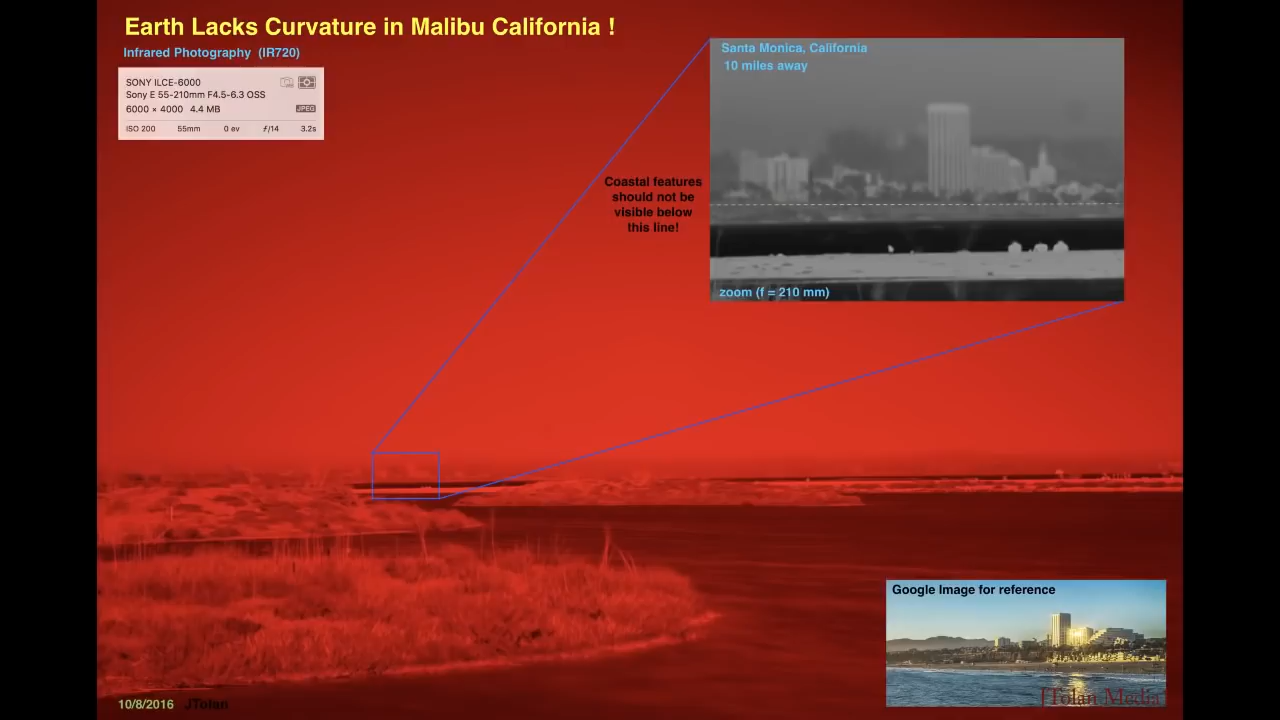 Earth Lacks Curvature in Malibu California !
Infrared Photography (IR720)
SONY ILCE-6000
Sony E 55-210mm F4.5-6.3 OSS
6000 × 4000 4.4 MB
JPEG
ISO 200 55mm 0 ev ƒ/14 3.2s
Santa Monica, California
10 miles away
Coastal features
should not be
visible below
this line!
zoom (f = 210 mm)
Google Image for reference
JTolan Media
10/8/2016 JTolan